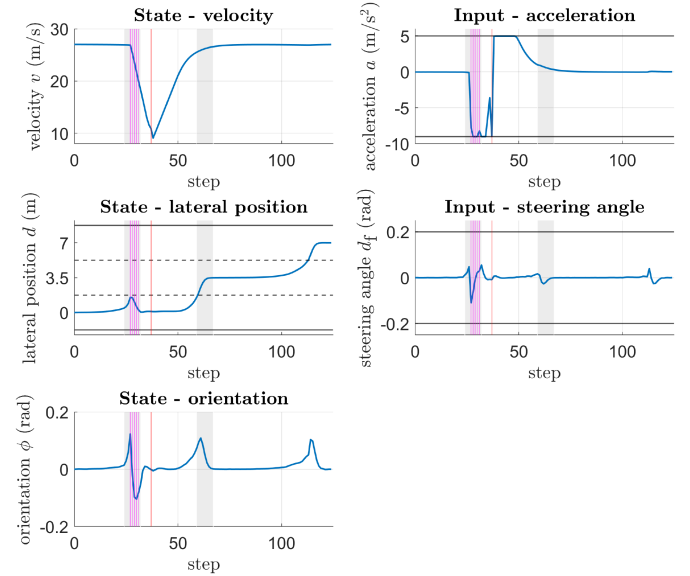 State - velocity
velocity v (m/s)
30
20
10
0
50
100
step
Input - acceleration
acceleration a (m/s²)
5
0
-5
-10
0
50
100
step
State - lateral position
lateral position d (m)
7
3.5
0
0
50
100
step
Input - steering angle
steering angle d_f (rad)
0.2
0
-0.2
0
50
100
step
State - orientation
orientation ϕ (rad)
0.2
0
-0.2
0
50
100
step